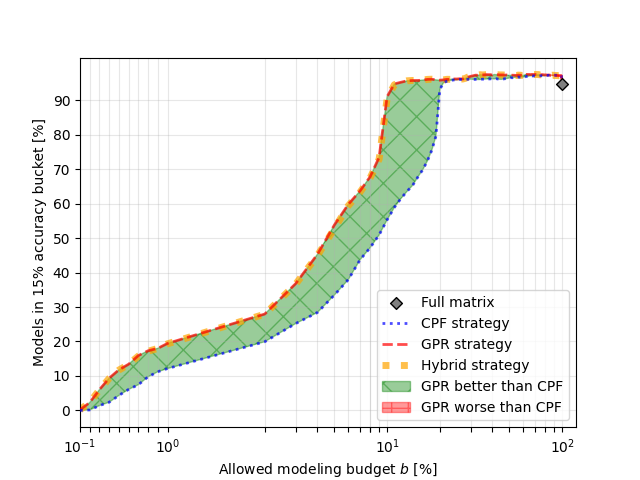 Models in 15% accuracy bucket [%]
90
80
70
60
50
40
30
20
10
0
Full matrix
CPF strategy
GPR strategy
Hybrid strategy
GPR better than CPF
GPR worse than CPF
10⁻¹ 10⁰ 10¹ 10²
Allowed modeling budget b [%]